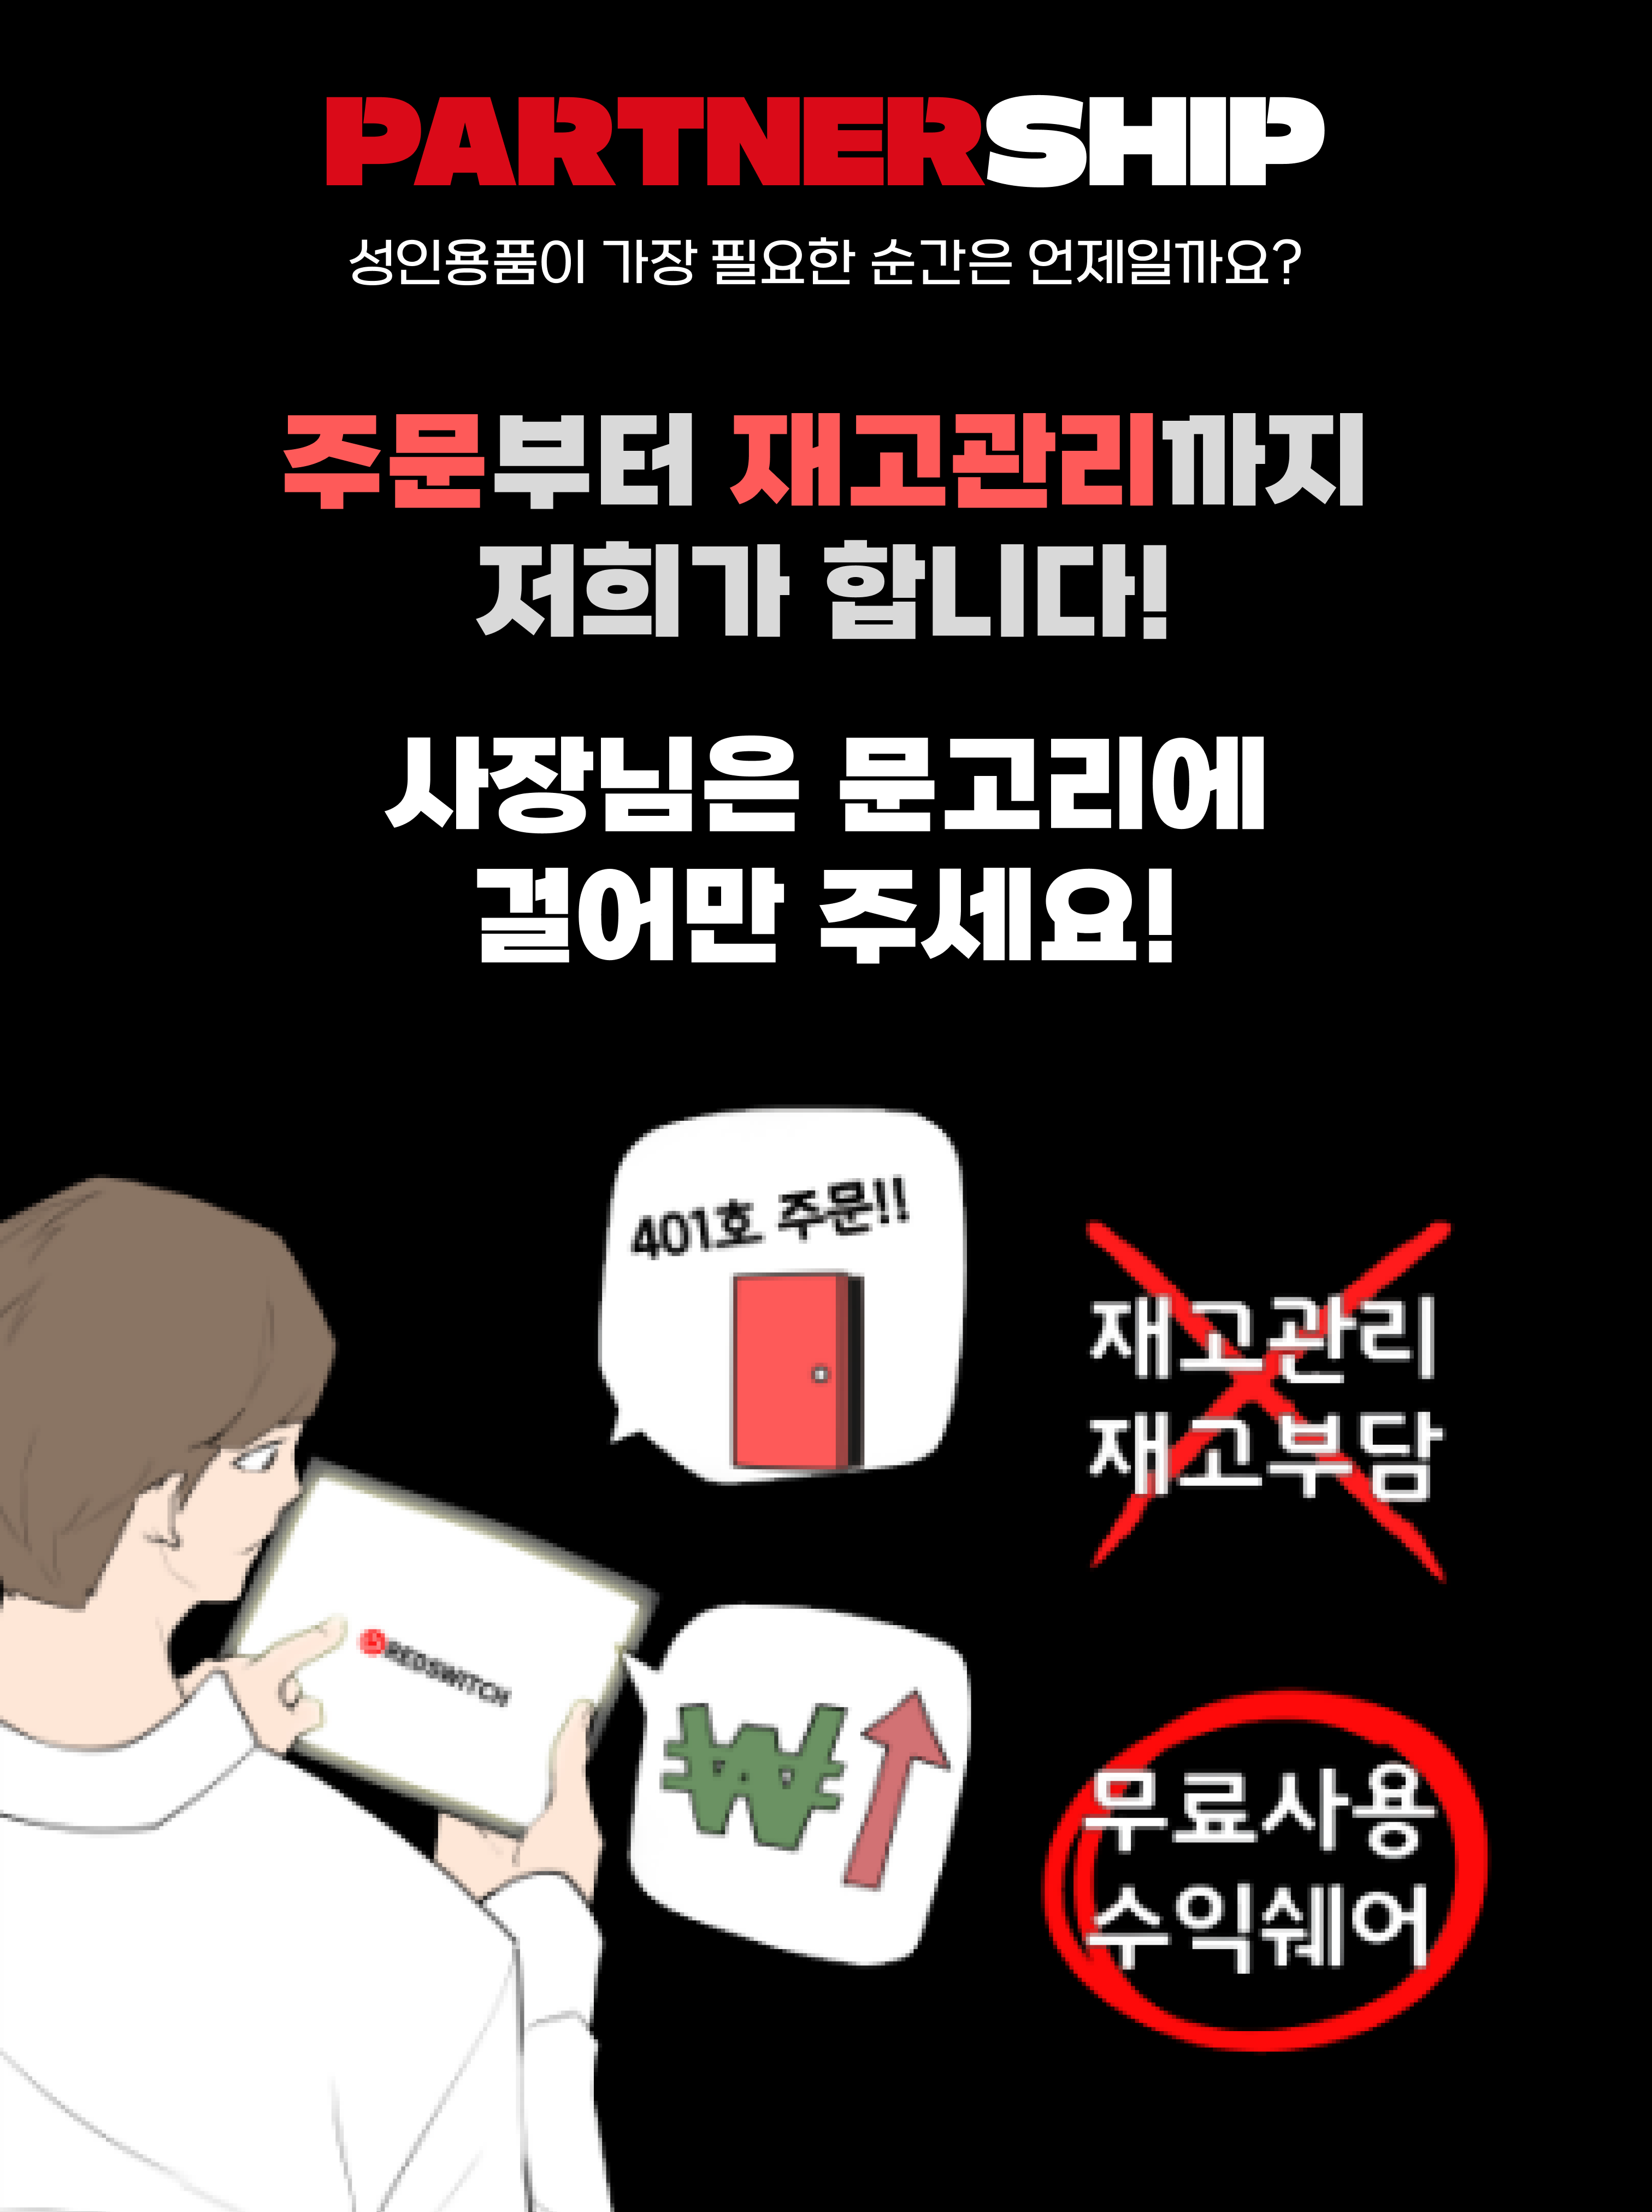 PARTNERSHIP
성인용품이 가장 필요한 순간은 언제일까요?
주문부터 재고관리까지
저희가 합니다!
사장님은 문고리에
걸어만 주세요!
401호 주문!!
재고관리
재고부담
REDSWITCH
₩
무료사용
수익쉐어